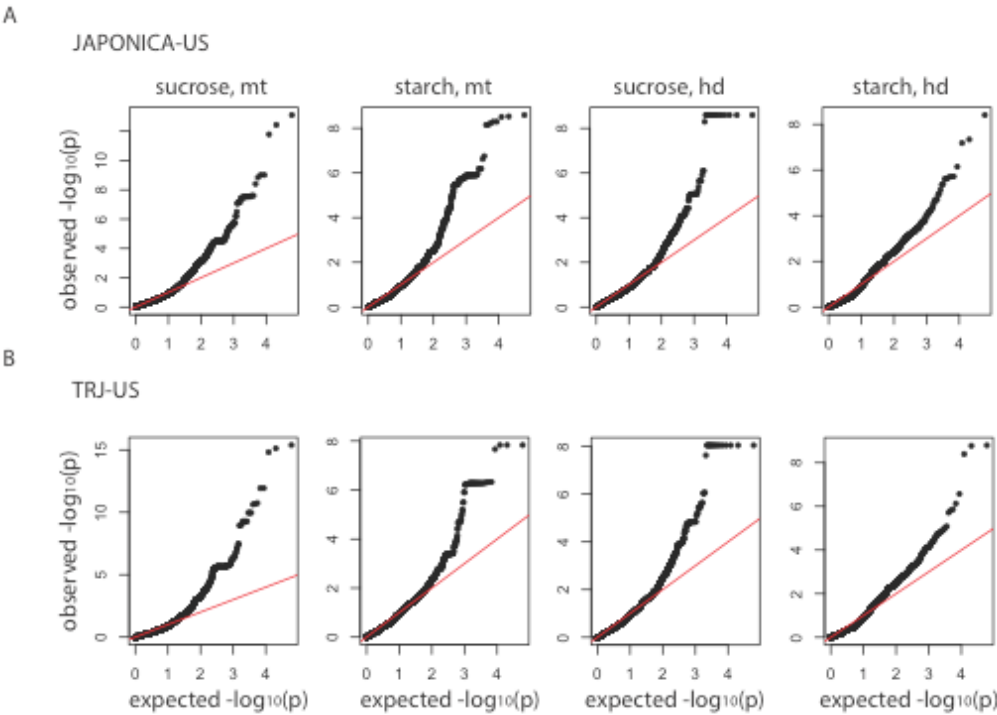 A
JAPONICA-US
sucrose, mt
starch, mt
sucrose, hd
starch, hd
observed -log10(p)
0 2 4 6 8 10
0 2 4 6 8
0 2 4 6 8
0 2 4 6 8
0 1 2 3 4
0 1 2 3 4
0 1 2 3 4
0 1 2 3 4
B
TRJ-US
observed -log10(p)
0 5 10 15
0 2 4 6 8
0 2 4 6 8
0 2 4 6 8
0 1 2 3 4
0 1 2 3 4
0 1 2 3 4
0 1 2 3 4
expected -log10(p)
expected -log10(p)
expected -log10(p)
expected -log10(p)